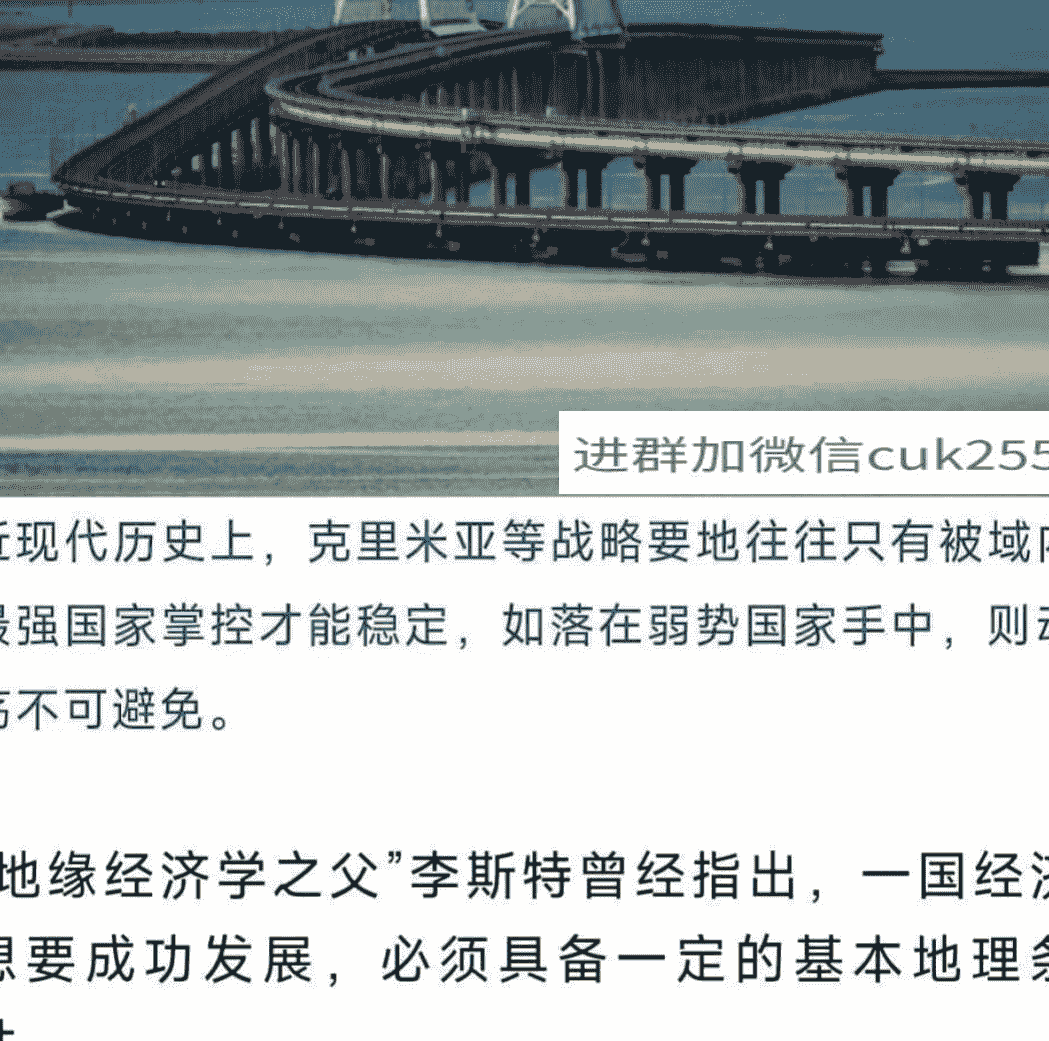 进群加微信cuk255
近现代历史上，克里米亚等战略要地往往只有被域内
最强国家掌控才能稳定，如落在弱势国家手中，则动
荡不可避免。
地缘经济学之父”李斯特曾经指出，一国经济
想要成功发展，必须具备一定的基本地理条